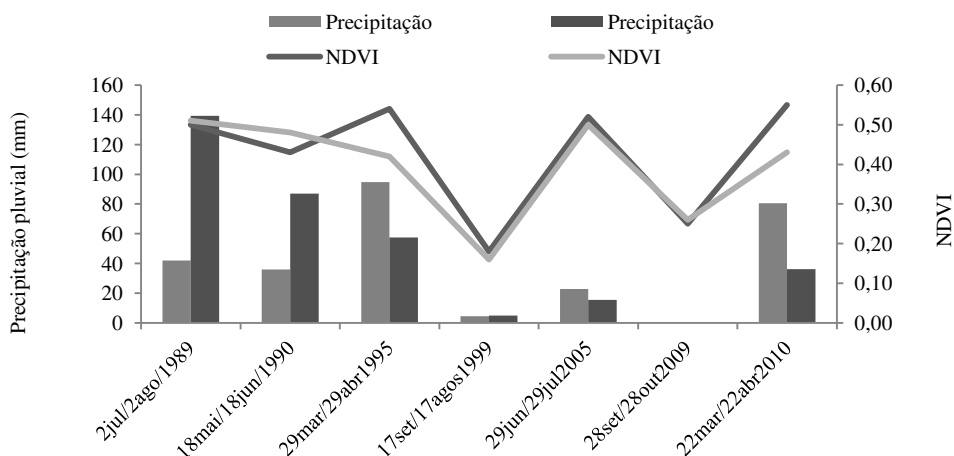 Precipitação
Precipitação
NDVI
NDVI
Precipitação pluvial (mm)
160
140
120
100
80
60
40
20
0
0,60
0,50
0,40
0,30
0,20
0,10
0,00
NDVI
2jul/2ago/1989
18mai/18jun/1990
29mar/29abr1995
17set/17agos1999
29jun/29jul2005
28set/28out2009
22mar/22abr2010